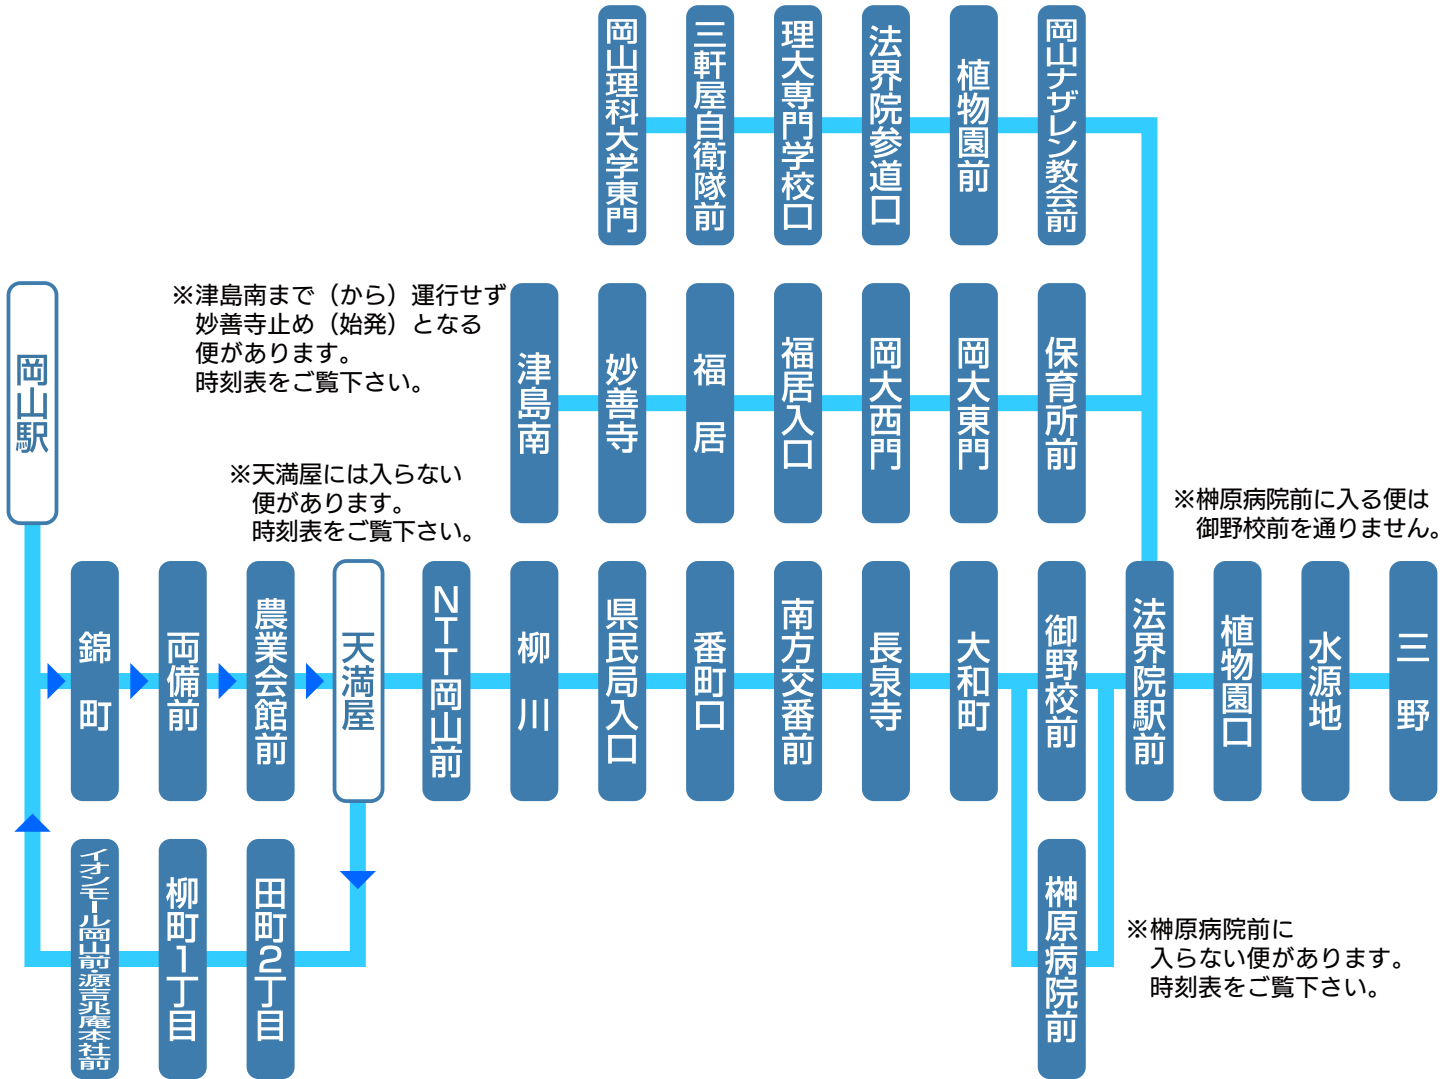 岡山理科大学東門
三軒屋自衛隊前
理大専門学校口
法界院参道口
植物園前
岡山ナザレン教会前
岡山駅
※津島南まで（から）運行せず
妙善寺止め（始発）となる
便があります。
時刻表をご覧下さい。
津島南
妙善寺
福居
福居入口
岡大西門
岡大東門
保育所前
※天満屋には入らない
便があります。
時刻表をご覧下さい。
※榊原病院前に入る便は
御野校前を通りません。
錦町
両備前
農業会館前
天満屋
NTT岡山前
柳川
県民局入口
番町口
南方交番前
長泉寺
大和町
御野校前
法界院駅前
植物園口
水源地
三野
イオンモール岡山前・源吉兆庵本社前
柳町1丁目
田町2丁目
榊原病院前
※榊原病院前に
入らない便があります。
時刻表をご覧下さい。